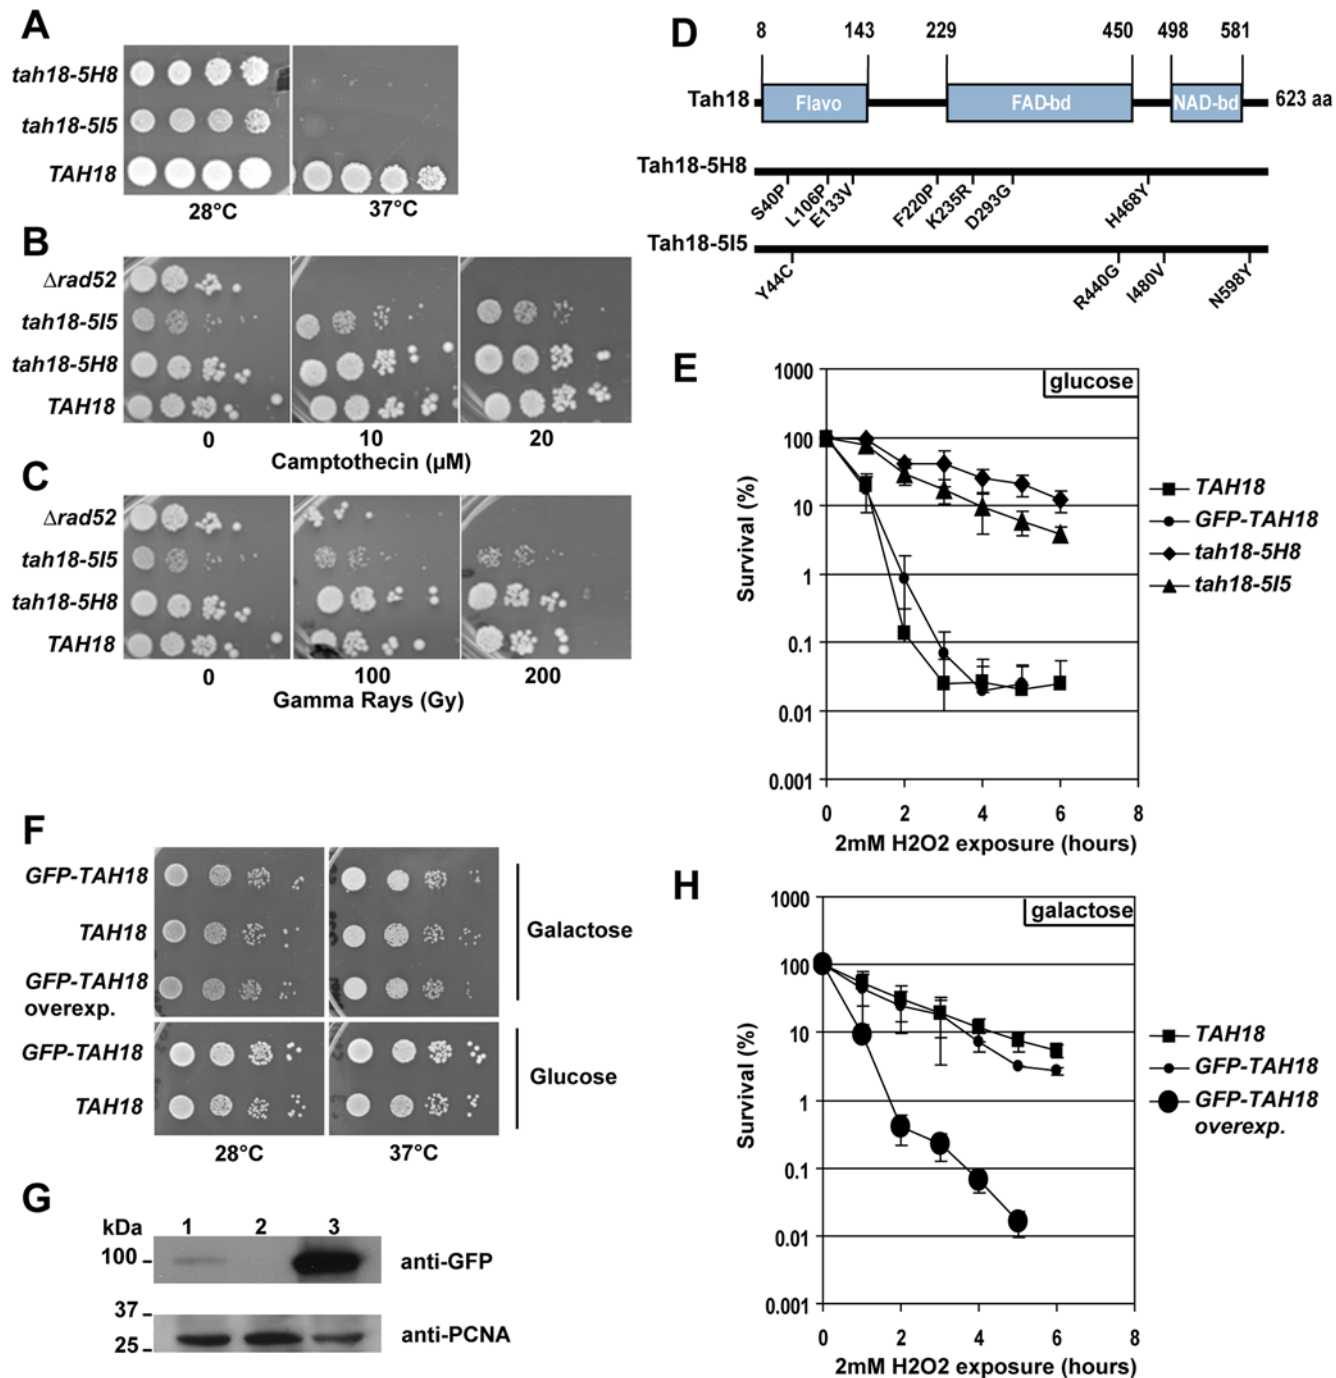 A
tah18-5H8
tah18-5I5
TAH18
28°C 37°C
B
Δrad52
tah18-5I5
tah18-5H8
TAH18
0 10 20
Camptothecin (µM)
C
Δrad52
tah18-5I5
tah18-5H8
TAH18
0 100 200
Gamma Rays (Gy)
D
8 143 229 450 498 581
Tah18 Flavo FAD-bd NAD-bd 623 aa
Tah18-5H8
S40P L106P E133V F220P K235R D293G H468Y
Tah18-5I5
Y44C R440G I480V N598Y
E
glucose
1000
100
10
1
0.1
0.01
0.001
Survival (%)
0 2 4 6 8
2mM H2O2 exposure (hours)
TAH18
GFP-TAH18
tah18-5H8
tah18-5I5
F
GFP-TAH18
TAH18
GFP-TAH18
overexp.
Galactose
GFP-TAH18
TAH18
Glucose
28°C 37°C
G
kDa 1 2 3
100 anti-GFP
37
25 anti-PCNA
H
galactose
1000
100
10
1
0.1
0.01
0.001
Survival (%)
0 2 4 6 8
2mM H2O2 exposure (hours)
TAH18
GFP-TAH18
GFP-TAH18
overexp.